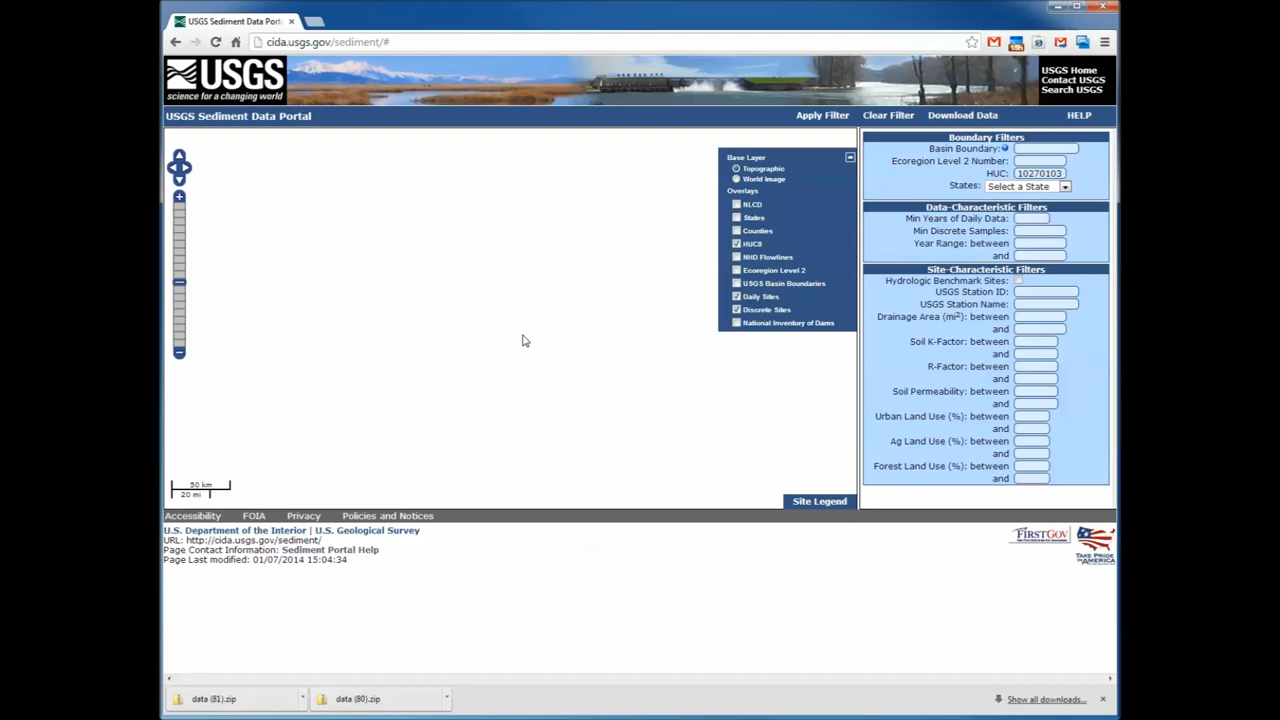 USGS Sediment Data Port
cida.usgs.gov/sediment/#
USGS
science for a changing world
USGS Home
Contact USGS
Search USGS
USGS Sediment Data Portal
Apply Filter
Clear Filter
Download Data
HELP
Base Layer
Topographic
World Image
Overlays
NLCD
States
Counties
HUC8
NHD Flowlines
Ecoregion Level 2
USGS Basin Boundaries
Daily Sites
Discrete Sites
National Inventory of Dams
50 km
20 mi
Site Legend
Boundary Filters
Basin Boundary:
Ecoregion Level 2 Number:
HUC: 10270103
States: Select a State
Data-Characteristic Filters
Min Years of Daily Data:
Min Discrete Samples:
Year Range: between
and
Site-Characteristic Filters
Hydrologic Benchmark Sites:
USGS Station ID:
USGS Station Name:
Drainage Area (mi²): between
and
Soil K-Factor: between
and
R-Factor: between
and
Soil Permeability: between
and
Urban Land Use (%): between
and
Ag Land Use (%): between
and
Forest Land Use (%): between
and
Accessibility FOIA Privacy Policies and Notices
U.S. Department of the Interior | U.S. Geological Survey
URL: http://cida.usgs.gov/sediment/
Page Contact Information: Sediment Portal Help
Page Last modified: 01/07/2014 15:04:34
FIRSTGOV
TAKE PRIDE
IN AMERICA
data (81).zip
data (80).zip
Show all downloads...